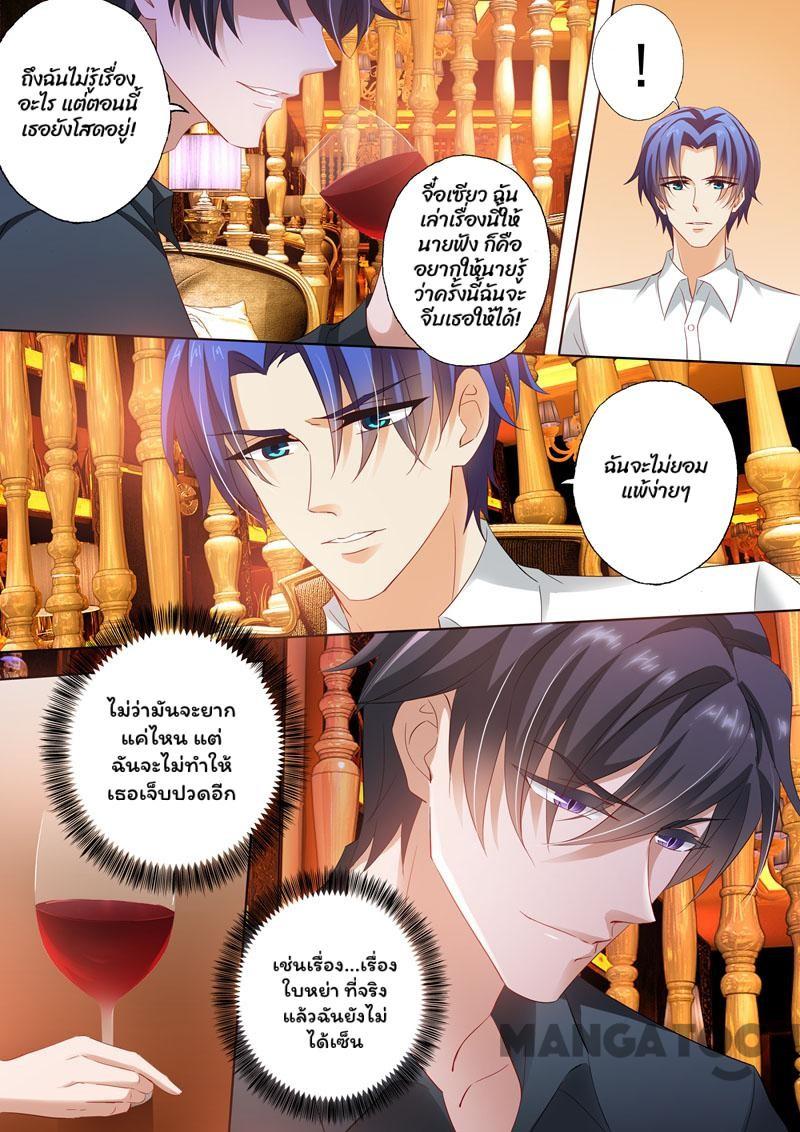 ถึงฉันไม่รู้เรื่อง
อะไร แต่ตอนนี้
เธอยังโสดอยู่!
!
จื่อเซียว ฉัน
เล่าเรื่องนี้ให้
นายฟัง ก็คือ
อยากให้นายรู้
ว่าครั้งนี้ฉันจะ
จีบเธอให้ได้!
ฉันจะไม่ยอม
แพ้ง่ายๆ
ไม่ว่ามันจะยาก
แค่ไหน แต่
ฉันจะไม่ทำให้
เธอเจ็บปวดอีก
เช่นเรื่อง...เรื่อง
ใบหย่า ที่จริง
แล้วฉันยังไม่
ได้เซ็น
MANGATOON